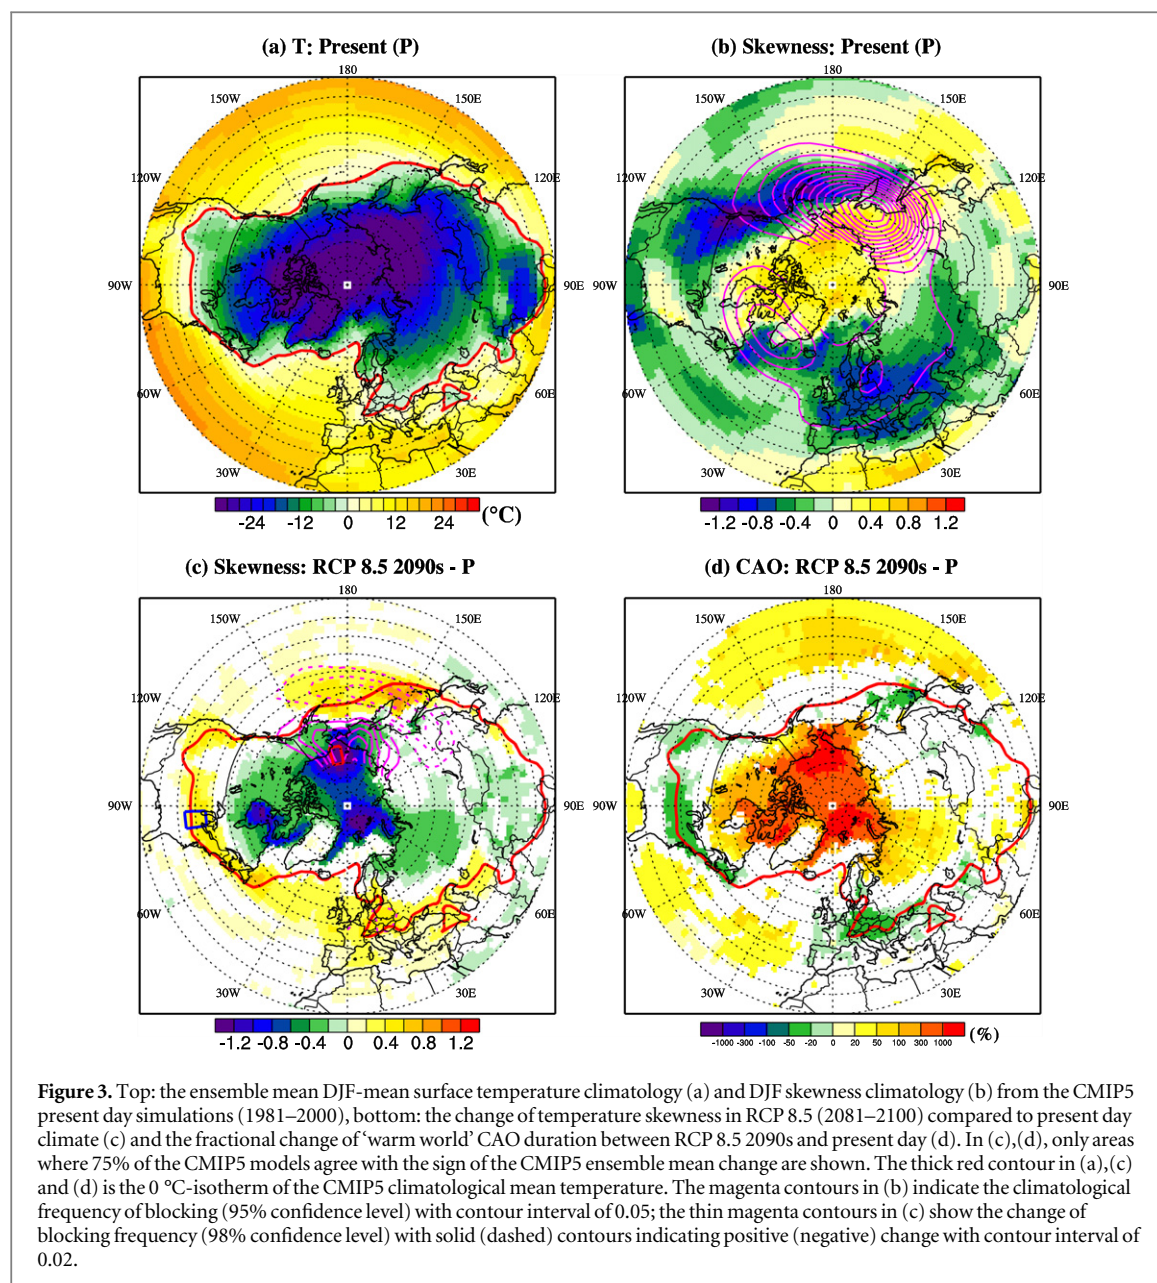 (a) T: Present (P)
(b) Skewness: Present (P)
180
150W
150E
120W
120E
90W
90E
60W
60E
30W
30E
-24 -12 0 12 24 (°C)
180
150W
150E
120W
120E
90W
90E
60W
60E
30W
30E
-1.2 -0.8 -0.4 0 0.4 0.8 1.2
(c) Skewness: RCP 8.5 2090s - P
(d) CAO: RCP 8.5 2090s - P
180
150W
150E
120W
120E
90W
90E
60W
60E
30W
30E
-1.2 -0.8 -0.4 0 0.4 0.8 1.2
180
150W
150E
120W
120E
90W
90E
60W
60E
30W
30E
-1000 -300 -100 -50 -20 0 20 50 100 300 1000 (%)
Figure 3. Top: the ensemble mean DJF-mean surface temperature climatology (a) and DJF skewness climatology (b) from the CMIP5
present day simulations (1981–2000), bottom: the change of temperature skewness in RCP 8.5 (2081–2100) compared to present day
climate (c) and the fractional change of ‘warm world’ CAO duration between RCP 8.5 2090s and present day (d). In (c),(d), only areas
where 75% of the CMIP5 models agree with the sign of the CMIP5 ensemble mean change are shown. The thick red contour in (a),(c)
and (d) is the 0 °C-isotherm of the CMIP5 climatological mean temperature. The magenta contours in (b) indicate the climatological
frequency of blocking (95% confidence level) with contour interval of 0.05; the thin magenta contours in (c) show the change of
blocking frequency (98% confidence level) with solid (dashed) contours indicating positive (negative) change with contour interval of
0.02.